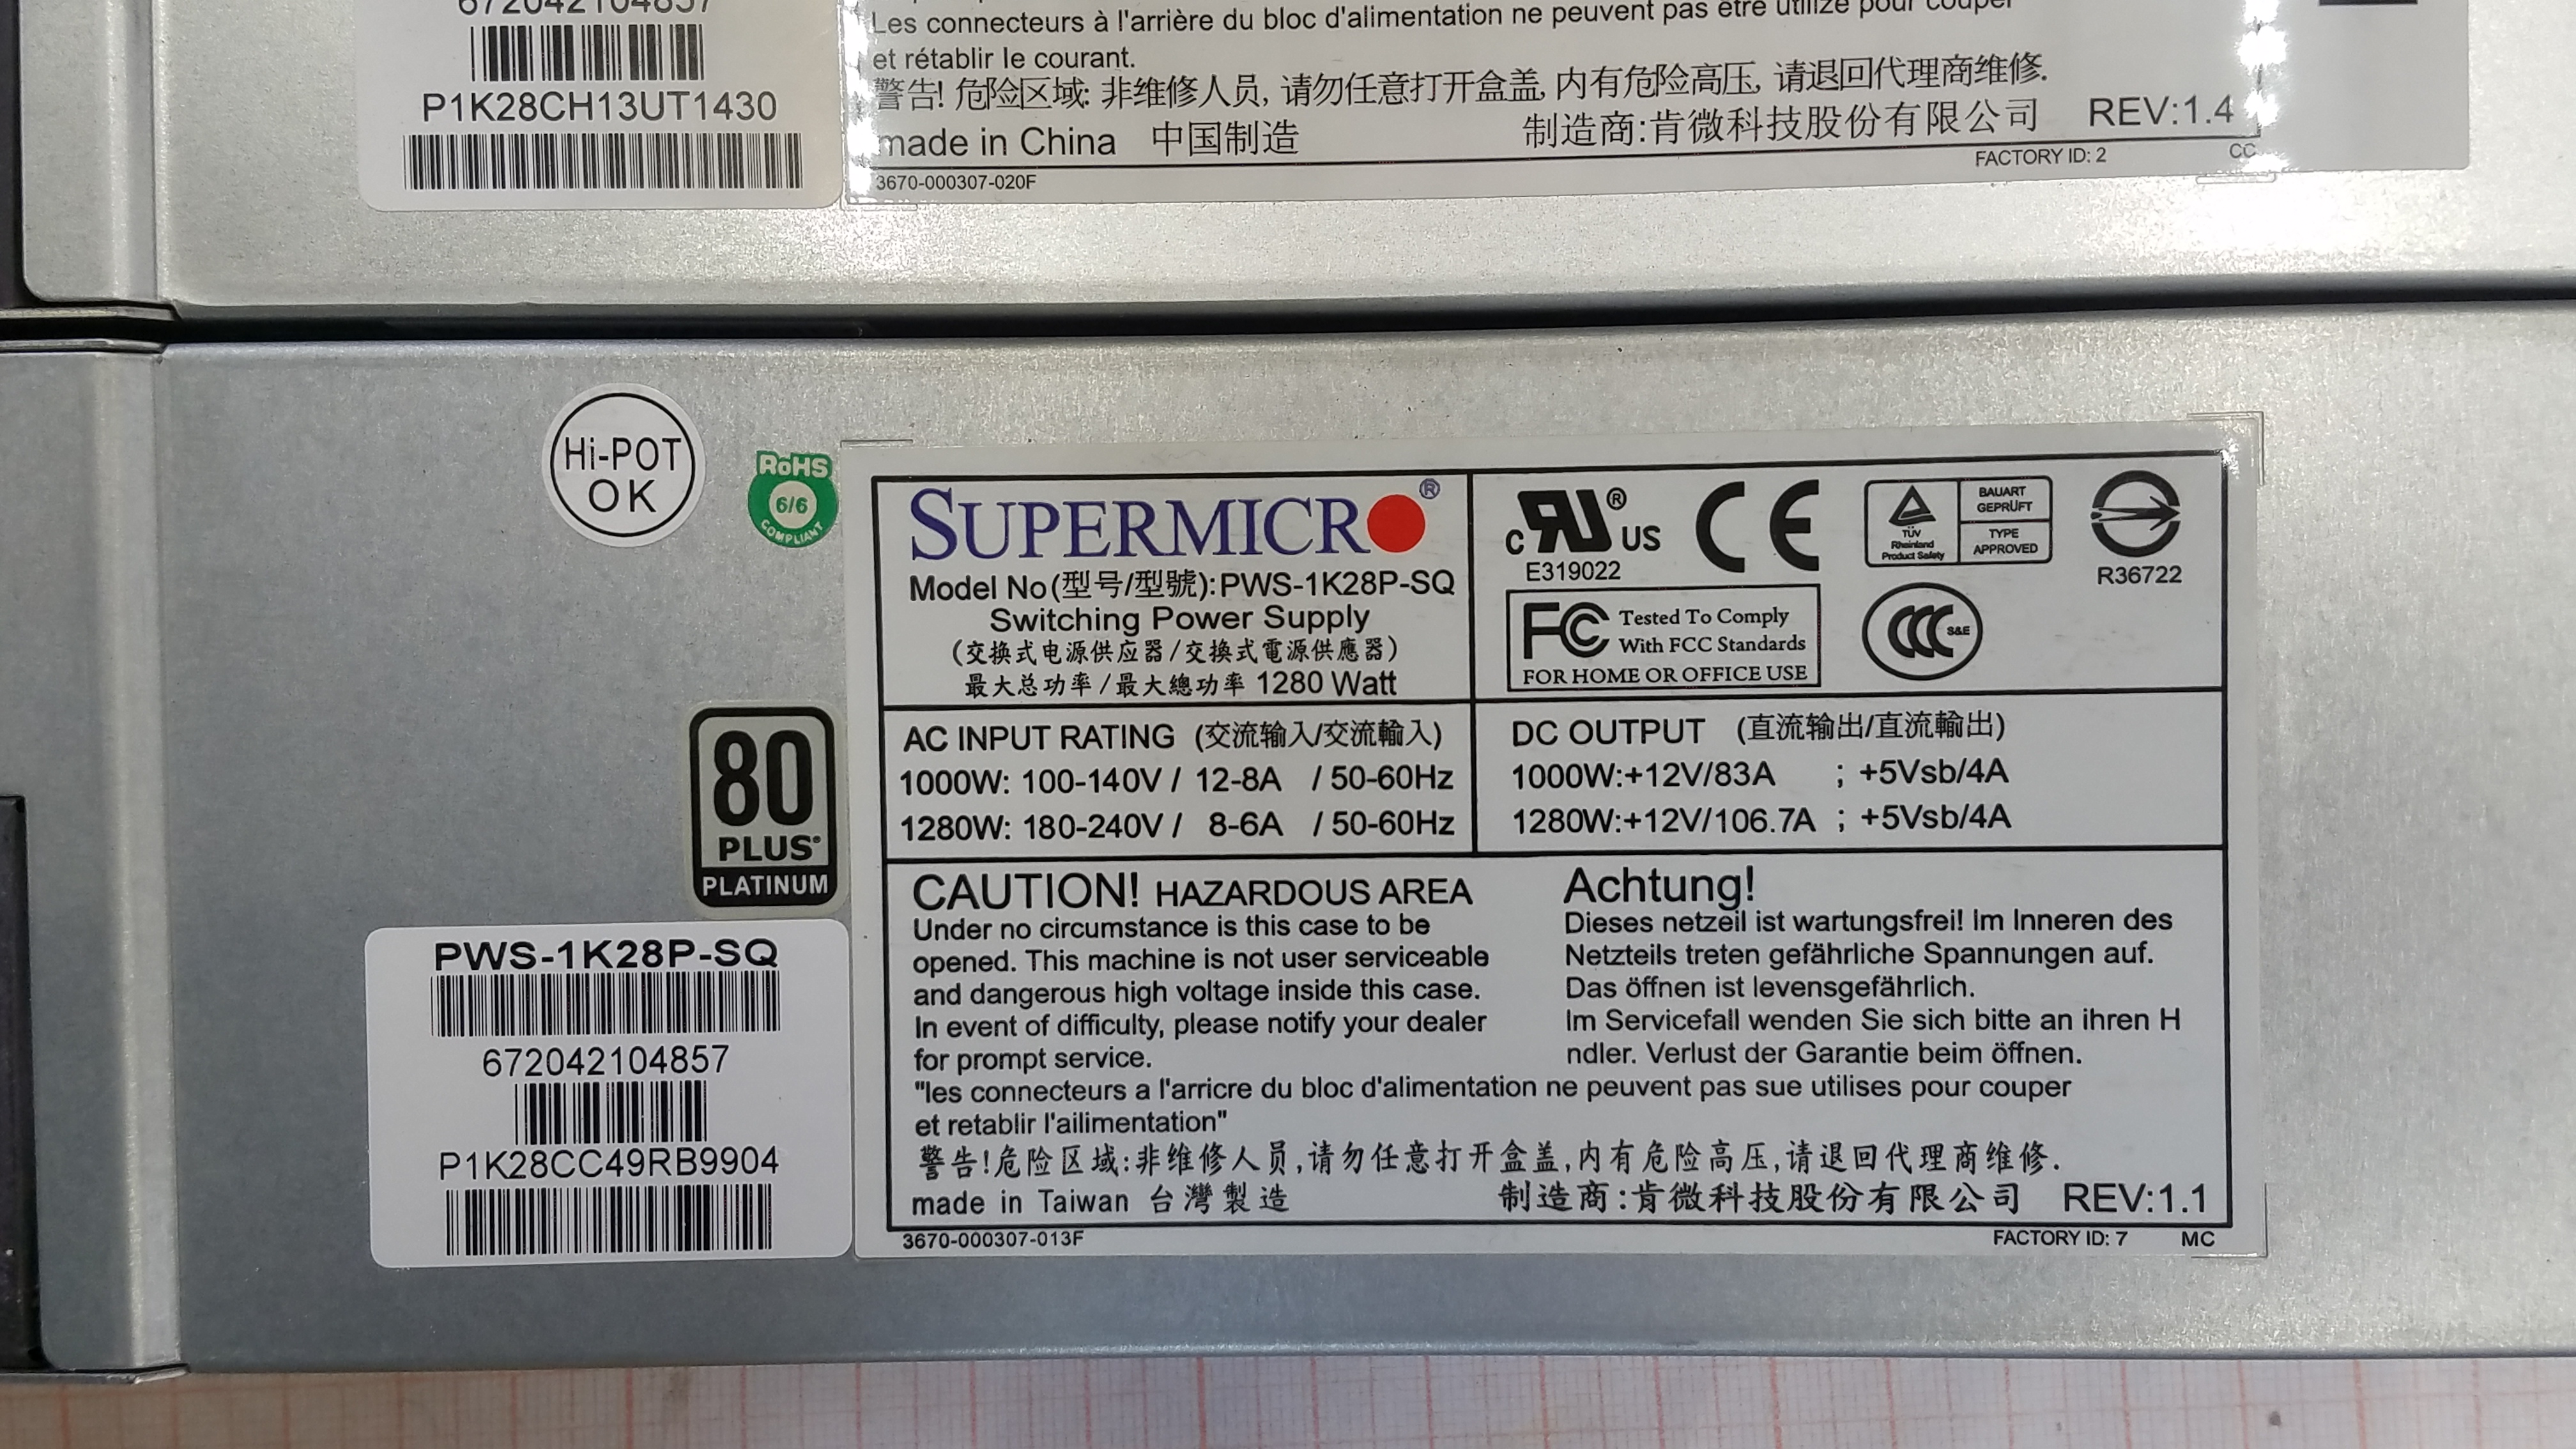 672042104857
P1K28CH13UT1430
Les connecteurs à l'arrière du bloc d'alimentation ne peuvent pas être utilizé pour couper
et rétablir le courant.
警告! 危险区域: 非维修人员, 请勿任意打开盒盖, 内有危险高压, 请退回代理商维修.
made in China 中国制造 制造商:肯微科技股份有限公司 REV:1.4
FACTORY ID: 2 CC
3670-000307-020F
Hi-POT
OK
RoHS
6/6
COMPLIANT
80
PLUS®
PLATINUM
PWS-1K28P-SQ
672042104857
P1K28CC49RB9904
SUPERMICR®
Model No(型号/型號):PWS-1K28P-SQ
Switching Power Supply
(交换式电源供应器/交換式電源供應器)
最大总功率/最大總功率 1280 Watt
c RU® US
E319022
CE
TÜV
Rheinland
Product Safety
BAUART
GEPRÜFT
TYPE
APPROVED
R36722
FC Tested To Comply
With FCC Standards
FOR HOME OR OFFICE USE
CCC S&E
AC INPUT RATING (交流输入/交流輸入)
1000W: 100-140V / 12-8A / 50-60Hz
1280W: 180-240V / 8-6A / 50-60Hz
DC OUTPUT (直流输出/直流輸出)
1000W:+12V/83A ; +5Vsb/4A
1280W:+12V/106.7A ; +5Vsb/4A
CAUTION! HAZARDOUS AREA
Under no circumstance is this case to be
opened. This machine is not user serviceable
and dangerous high voltage inside this case.
In event of difficulty, please notify your dealer
for prompt service.
Achtung!
Dieses netzeil ist wartungsfrei! Im Inneren des
Netzteils treten gefährliche Spannungen auf.
Das öffnen ist levensgefährlich.
Im Servicefall wenden Sie sich bitte an ihren H
ndler. Verlust der Garantie beim öffnen.
"les connecteurs a l'arricre du bloc d'alimentation ne peuvent pas sue utilises pour couper
et retablir l'ailimentation"
警告!危险区域:非维修人员,请勿任意打开盒盖,内有危险高压,请退回代理商维修.
made in Taiwan 台灣製造 制造商:肯微科技股份有限公司 REV:1.1
3670-000307-013F FACTORY ID: 7 MC